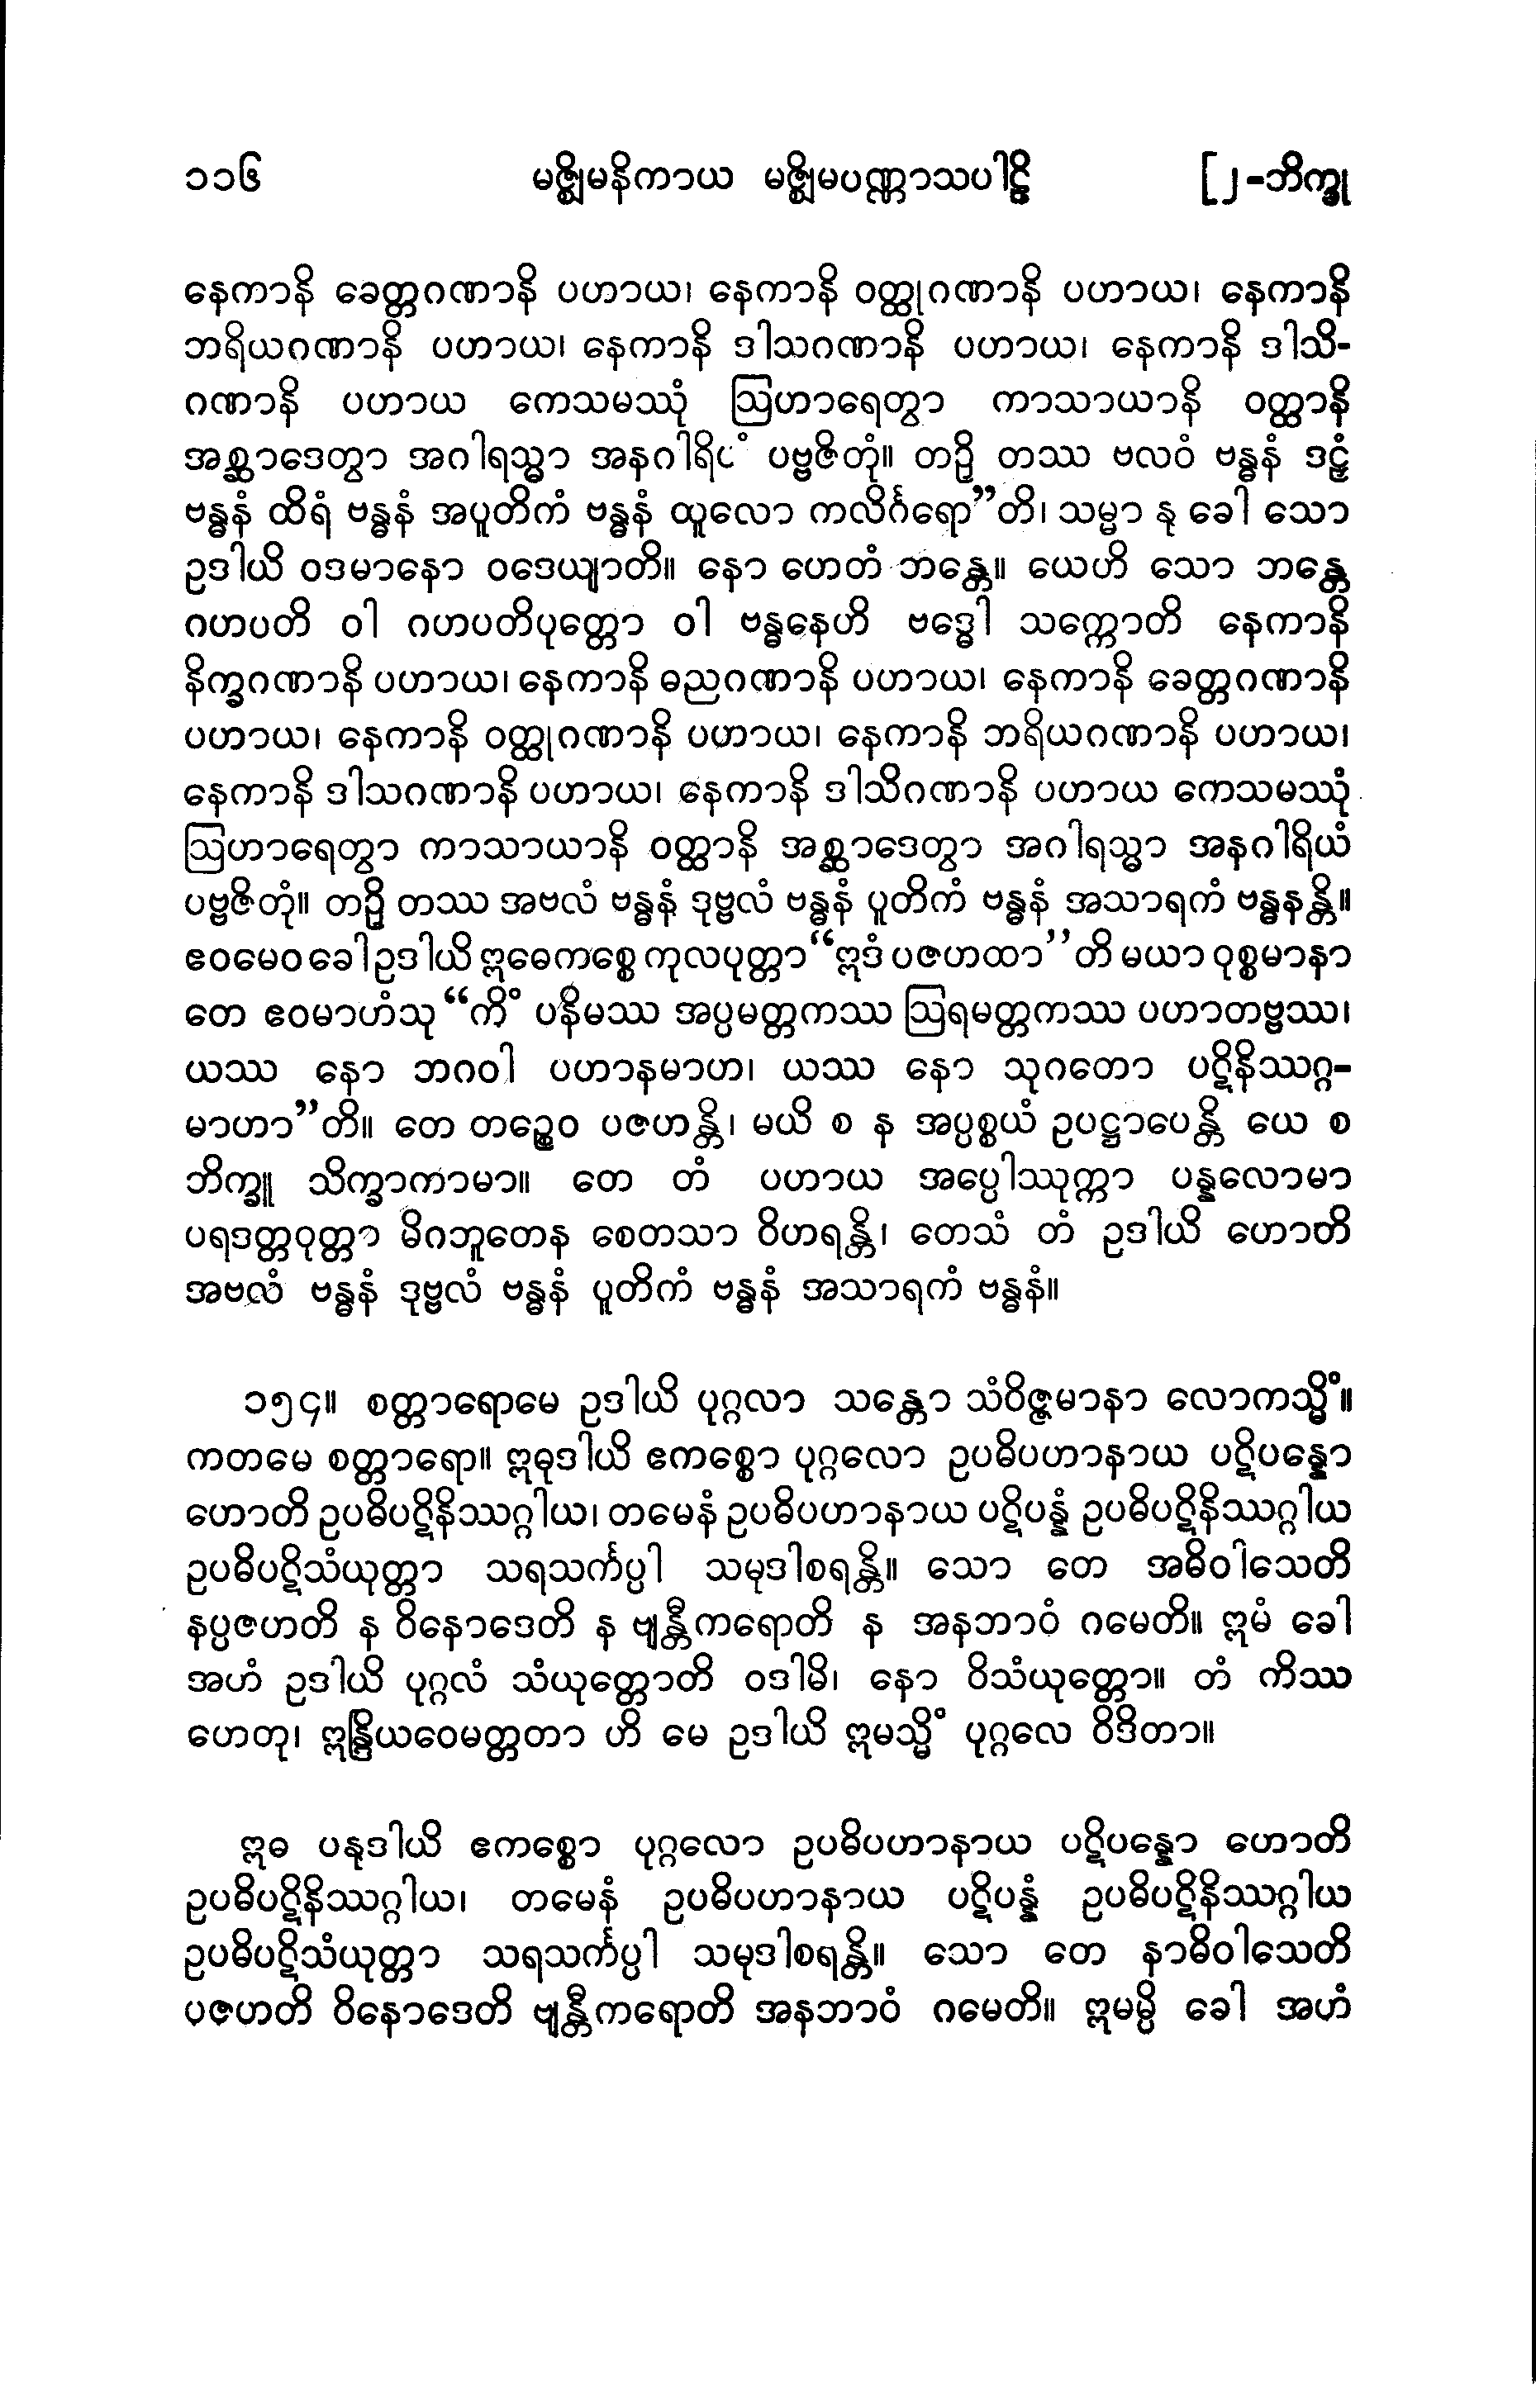 ၁၁၆ မဇ္ဈိမနိကာယ မဇ္ဈိမပဏ္ဏာသပါဠိ [၂-ဘိက္ခု
နေကာနိ ခေတ္တဂဏာနိ ပဟာယ၊ နေကာနိ ဝတ္ထုဂဏာနိ ပဟာယ၊ နေကာနိ
ဘရိယဂဏာနိ ပဟာယ၊ နေကာနိ ဒါသဂဏာနိ ပဟာယ၊ နေကာနိ ဒါသိ-
ဂဏာနိ ပဟာယ ကေသမဿုံ ဩဟာရေတွာ ကာသာယာနိ ဝတ္ထာနိ
အစ္ဆာဒေတွာ အဂါရသ္မာ အနဂါရိယံ ပဗ္ဗဇိတုံ။ တဉှိ တဿ ဗလဝံ ဗန္ဓနံ ဒဠှံ
ဗန္ဓနံ ထိရံ ဗန္ဓနံ အပူတိကံ ဗန္ဓနံ ထူလော ကလိင်္ဂရော”တိ၊ သမ္မာ နု ခေါ သော
ဥဒါယိ ဝဒမာနော ဝဒေယျာတိ။ နော ဟေတံ ဘန္တေ။ ယေဟိ သော ဘန္တေ
ဂဟပတိ ဝါ ဂဟပတိပုတ္တော ဝါ ဗန္ဓနေဟိ ဗဒ္ဓေါ သက္ကောတိ နေကာနိ
နိက္ခဂဏာနိ ပဟာယ၊ နေကာနိ ဓညဂဏာနိ ပဟာယ၊ နေကာနိ ခေတ္တဂဏာနိ
ပဟာယ၊ နေကာနိ ဝတ္ထုဂဏာနိ ပဟာယ၊ နေကာနိ ဘရိယဂဏာနိ ပဟာယ၊
နေကာနိ ဒါသဂဏာနိ ပဟာယ၊ နေကာနိ ဒါသိဂဏာနိ ပဟာယ ကေသမဿုံ
ဩဟာရေတွာ ကာသာယာနိ ဝတ္ထာနိ အစ္ဆာဒေတွာ အဂါရသ္မာ အနဂါရိယံ
ပဗ္ဗဇိတုံ။ တဉှိ တဿ အဗလံ ဗန္ဓနံ ဒုဗ္ဗလံ ဗန္ဓနံ ပူတိကံ ဗန္ဓနံ အသာရကံ ဗန္ဓနန္တိ။
ဧဝမေဝ ခေါ ဥဒါယိ ဣဓေကစ္စေ ကုလပုတ္တာ “ဣဒံ ပဇဟထာ”တိ မယာ ဝုစ္စမာနာ
တေ ဧဝမာဟံသု “ကိံ ပနိမဿ အပ္ပမတ္တကဿ ဩရမတ္တကဿ ပဟာတဗ္ဗဿ၊
ယဿ နော ဘဂဝါ ပဟာနမာဟ၊ ယဿ နော သုဂတော ပဋိနိဿဂ္ဂ-
မာဟာ”တိ။ တေ တဉ္စေဝ ပဇဟန္တိ၊ မယိ စ န အပ္ပစ္စယံ ဥပဋ္ဌာပေန္တိ ယေ စ
ဘိက္ခူ သိက္ခာကာမာ။ တေ တံ ပဟာယ အပ္ပေါဿုက္ကာ ပန္နလောမာ
ပရဒတ္တဝုတ္တာ မိဂဘူတေန စေတသာ ဝိဟရန္တိ၊ တေသံ တံ ဥဒါယိ ဟောတိ
အဗလံ ဗန္ဓနံ ဒုဗ္ဗလံ ဗန္ဓနံ ပူတိကံ ဗန္ဓနံ အသာရကံ ဗန္ဓနံ။
၁၅၄။ စတ္တာရောမေ ဥဒါယိ ပုဂ္ဂလာ သန္တော သံဝိဇ္ဇမာနာ လောကသ္မိံ။
ကတမေ စတ္တာရော။ ဣဓုဒါယိ ဧကစ္စော ပုဂ္ဂလော ဥပဓိပဟာနာယ ပဋိပန္နော
ဟောတိ ဥပဓိပဋိနိဿဂ္ဂါယ၊ တမေနံ ဥပဓိပဟာနာယ ပဋိပန္နံ ဥပဓိပဋိနိဿဂ္ဂါယ
ဥပဓိပဋိသံယုတ္တာ သရသင်္ကပ္ပါ သမုဒါစရန္တိ။ သော တေ အဓိဝါသေတိ
နပ္ပဇဟတိ န ဝိနောဒေတိ န ဗျန္တီကရောတိ န အနဘာဝံ ဂမေတိ။ ဣမံ ခေါ
အဟံ ဥဒါယိ ပုဂ္ဂလံ သံယုတ္တောတိ ဝဒါမိ၊ နော ဝိသံယုတ္တော။ တံ ကိဿ
ဟေတု၊ ဣန္ဒြိယဝေမတ္တတာ ဟိ မေ ဥဒါယိ ဣမသ္မိံ ပုဂ္ဂလေ ဝိဒိတာ။
ဣဓ ပနုဒါယိ ဧကစ္စော ပုဂ္ဂလော ဥပဓိပဟာနာယ ပဋိပန္နော ဟောတိ
ဥပဓိပဋိနိဿဂ္ဂါယ၊ တမေနံ ဥပဓိပဟာနာယ ပဋိပန္နံ ဥပဓိပဋိနိဿဂ္ဂါယ
ဥပဓိပဋိသံယုတ္တာ သရသင်္ကပ္ပါ သမုဒါစရန္တိ။ သော တေ နာဓိဝါသေတိ
ပဇဟတိ ဝိနောဒေတိ ဗျန္တီကရောတိ အနဘာဝံ ဂမေတိ။ ဣမမ္ပိ ခေါ အဟံ